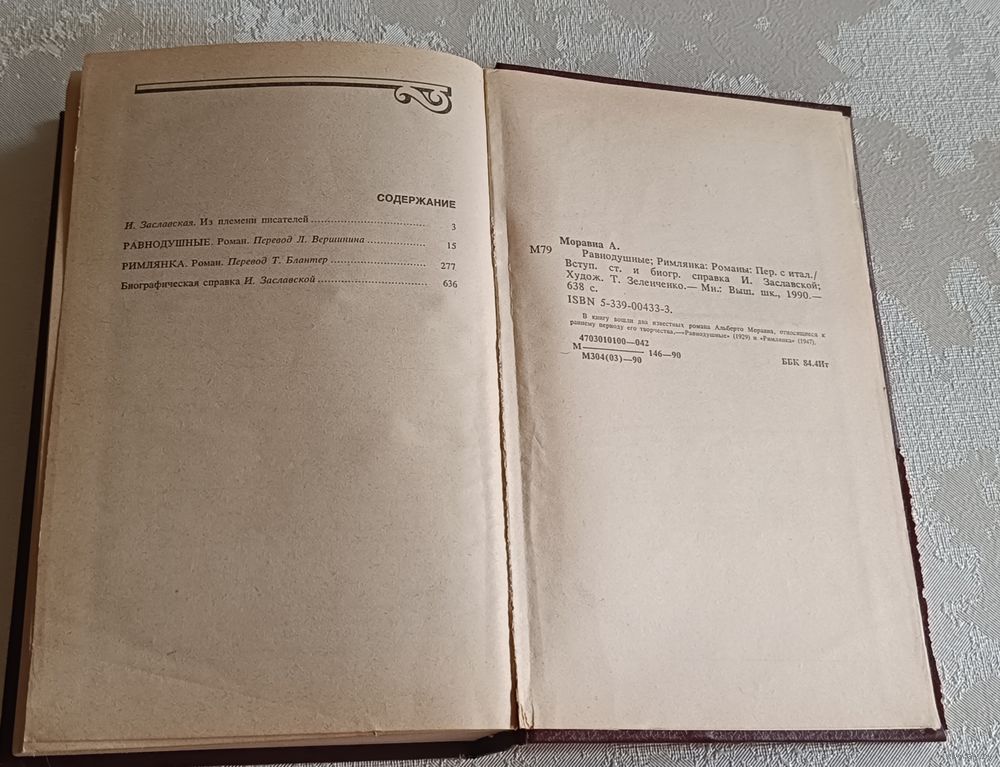 СОДЕРЖАНИЕ
И. Заславская. Из племени писателей ........ 3
РАВНОДУШНЫЕ. Роман. Перевод Л. Вершинина ........ 15
РИМЛЯНКА. Роман. Перевод Т. Блантер ........ 277
Биографическая справка И. Заславской ........ 636
Моравиа А.
М79 Равнодушные; Римлянка: Романы: Пер. с итал./
Вступ. ст. и биогр. справка И. Заславской;
Худож. Т. Зеленченко.— Мн.: Выш. шк., 1990.—
638 с.
ISBN 5-339-00433-3.
В книгу вошли два известных романа Альберто Моравиа, относящиеся к
раннему периоду его творчества,—«Равнодушные» (1929) и «Римлянка» (1947).
4703010100—042
М 146—90
М304(03)—90
ББК 84.4Ит